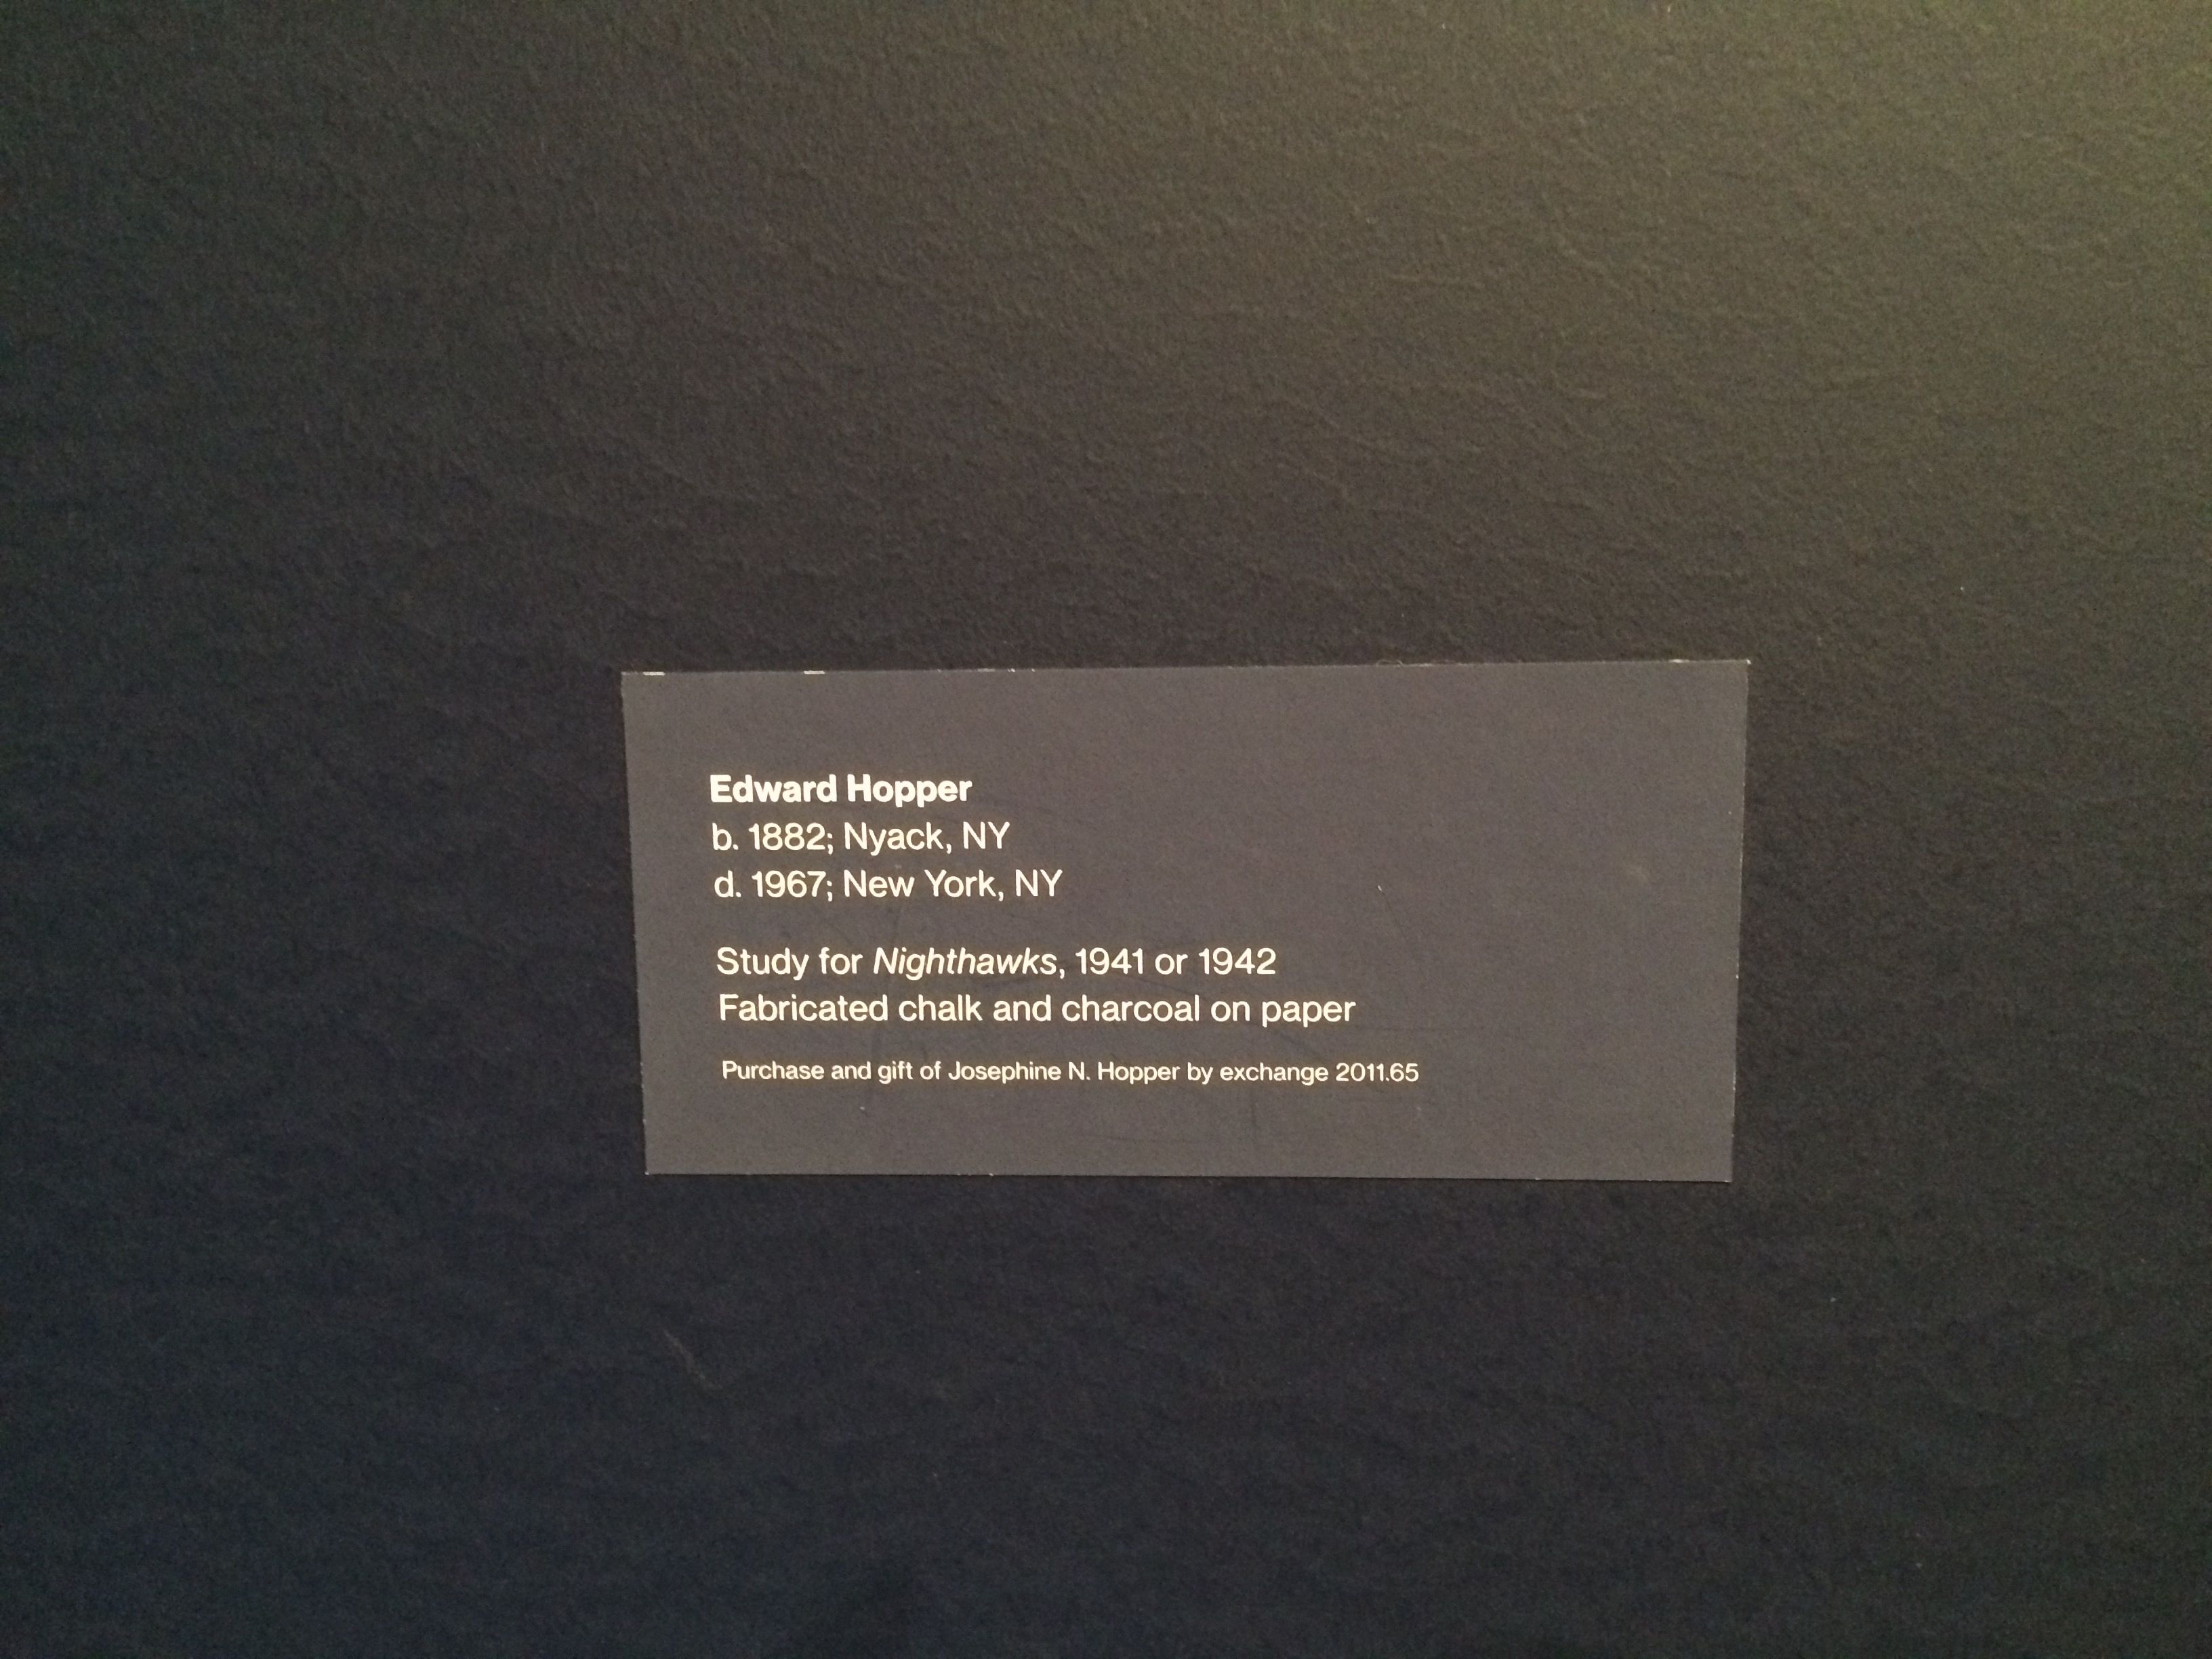 Edward Hopper
b. 1882; Nyack, NY
d. 1967; New York, NY
Study for Nighthawks, 1941 or 1942
Fabricated chalk and charcoal on paper
Purchase and gift of Josephine N. Hopper by exchange 2011.65